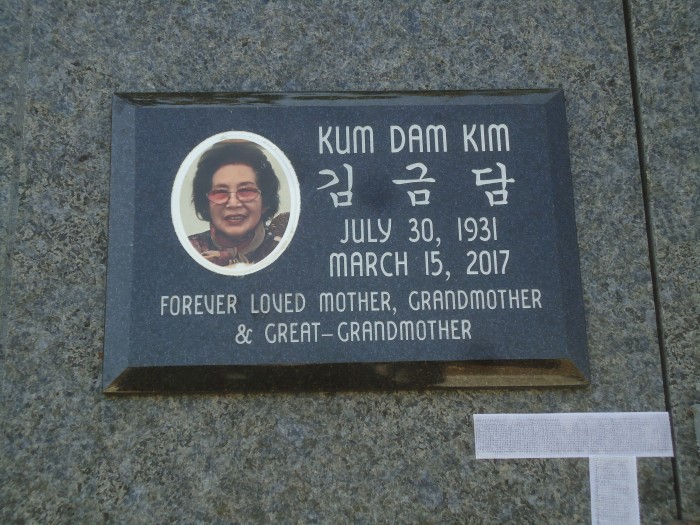 KUM DAM KIM
김 금 담
JULY 30, 1931
MARCH 15, 2017
FOREVER LOVED MOTHER, GRANDMOTHER
& GREAT-GRANDMOTHER